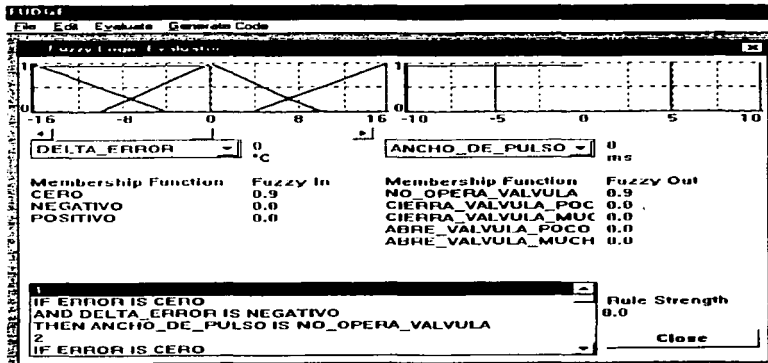 FUDGE
File Edit Evaluate Generate Code
Fuzzy Logic Evaluator
1 1
0 0
-16 -8 0 8 16 -10 -5 0 5 10
DELTA_ERROR 0 °C ANCHO_DE_PULSO 0 ms
Membership Function Fuzzy In Membership Function Fuzzy Out
CERO 0.9 NO_OPERA_VALVULA 0.9
NEGATIVO 0.0 CIERRA_VALVULA_POC 0.0
POSITIVO 0.0 CIERRA_VALVULA_MUC 0.0
ABRE_VALVULA_POCO 0.0
ABRE_VALVULA_MUCH 0.0
1
IF ERROR IS CERO
AND DELTA_ERROR IS NEGATIVO
THEN ANCHO_DE_PULSO IS NO_OPERA_VALVULA
2
IF ERROR IS CERO
Rule Strength
0.0
Close